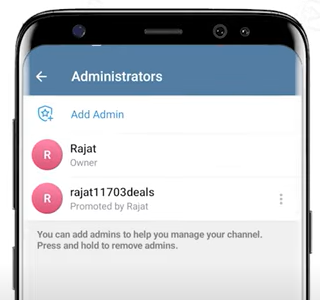 Administrators
Add Admin
R
Rajat
Owner
R
rajat11703deals
Promoted by Rajat
You can add admins to help you manage your channel.
Press and hold to remove admins.